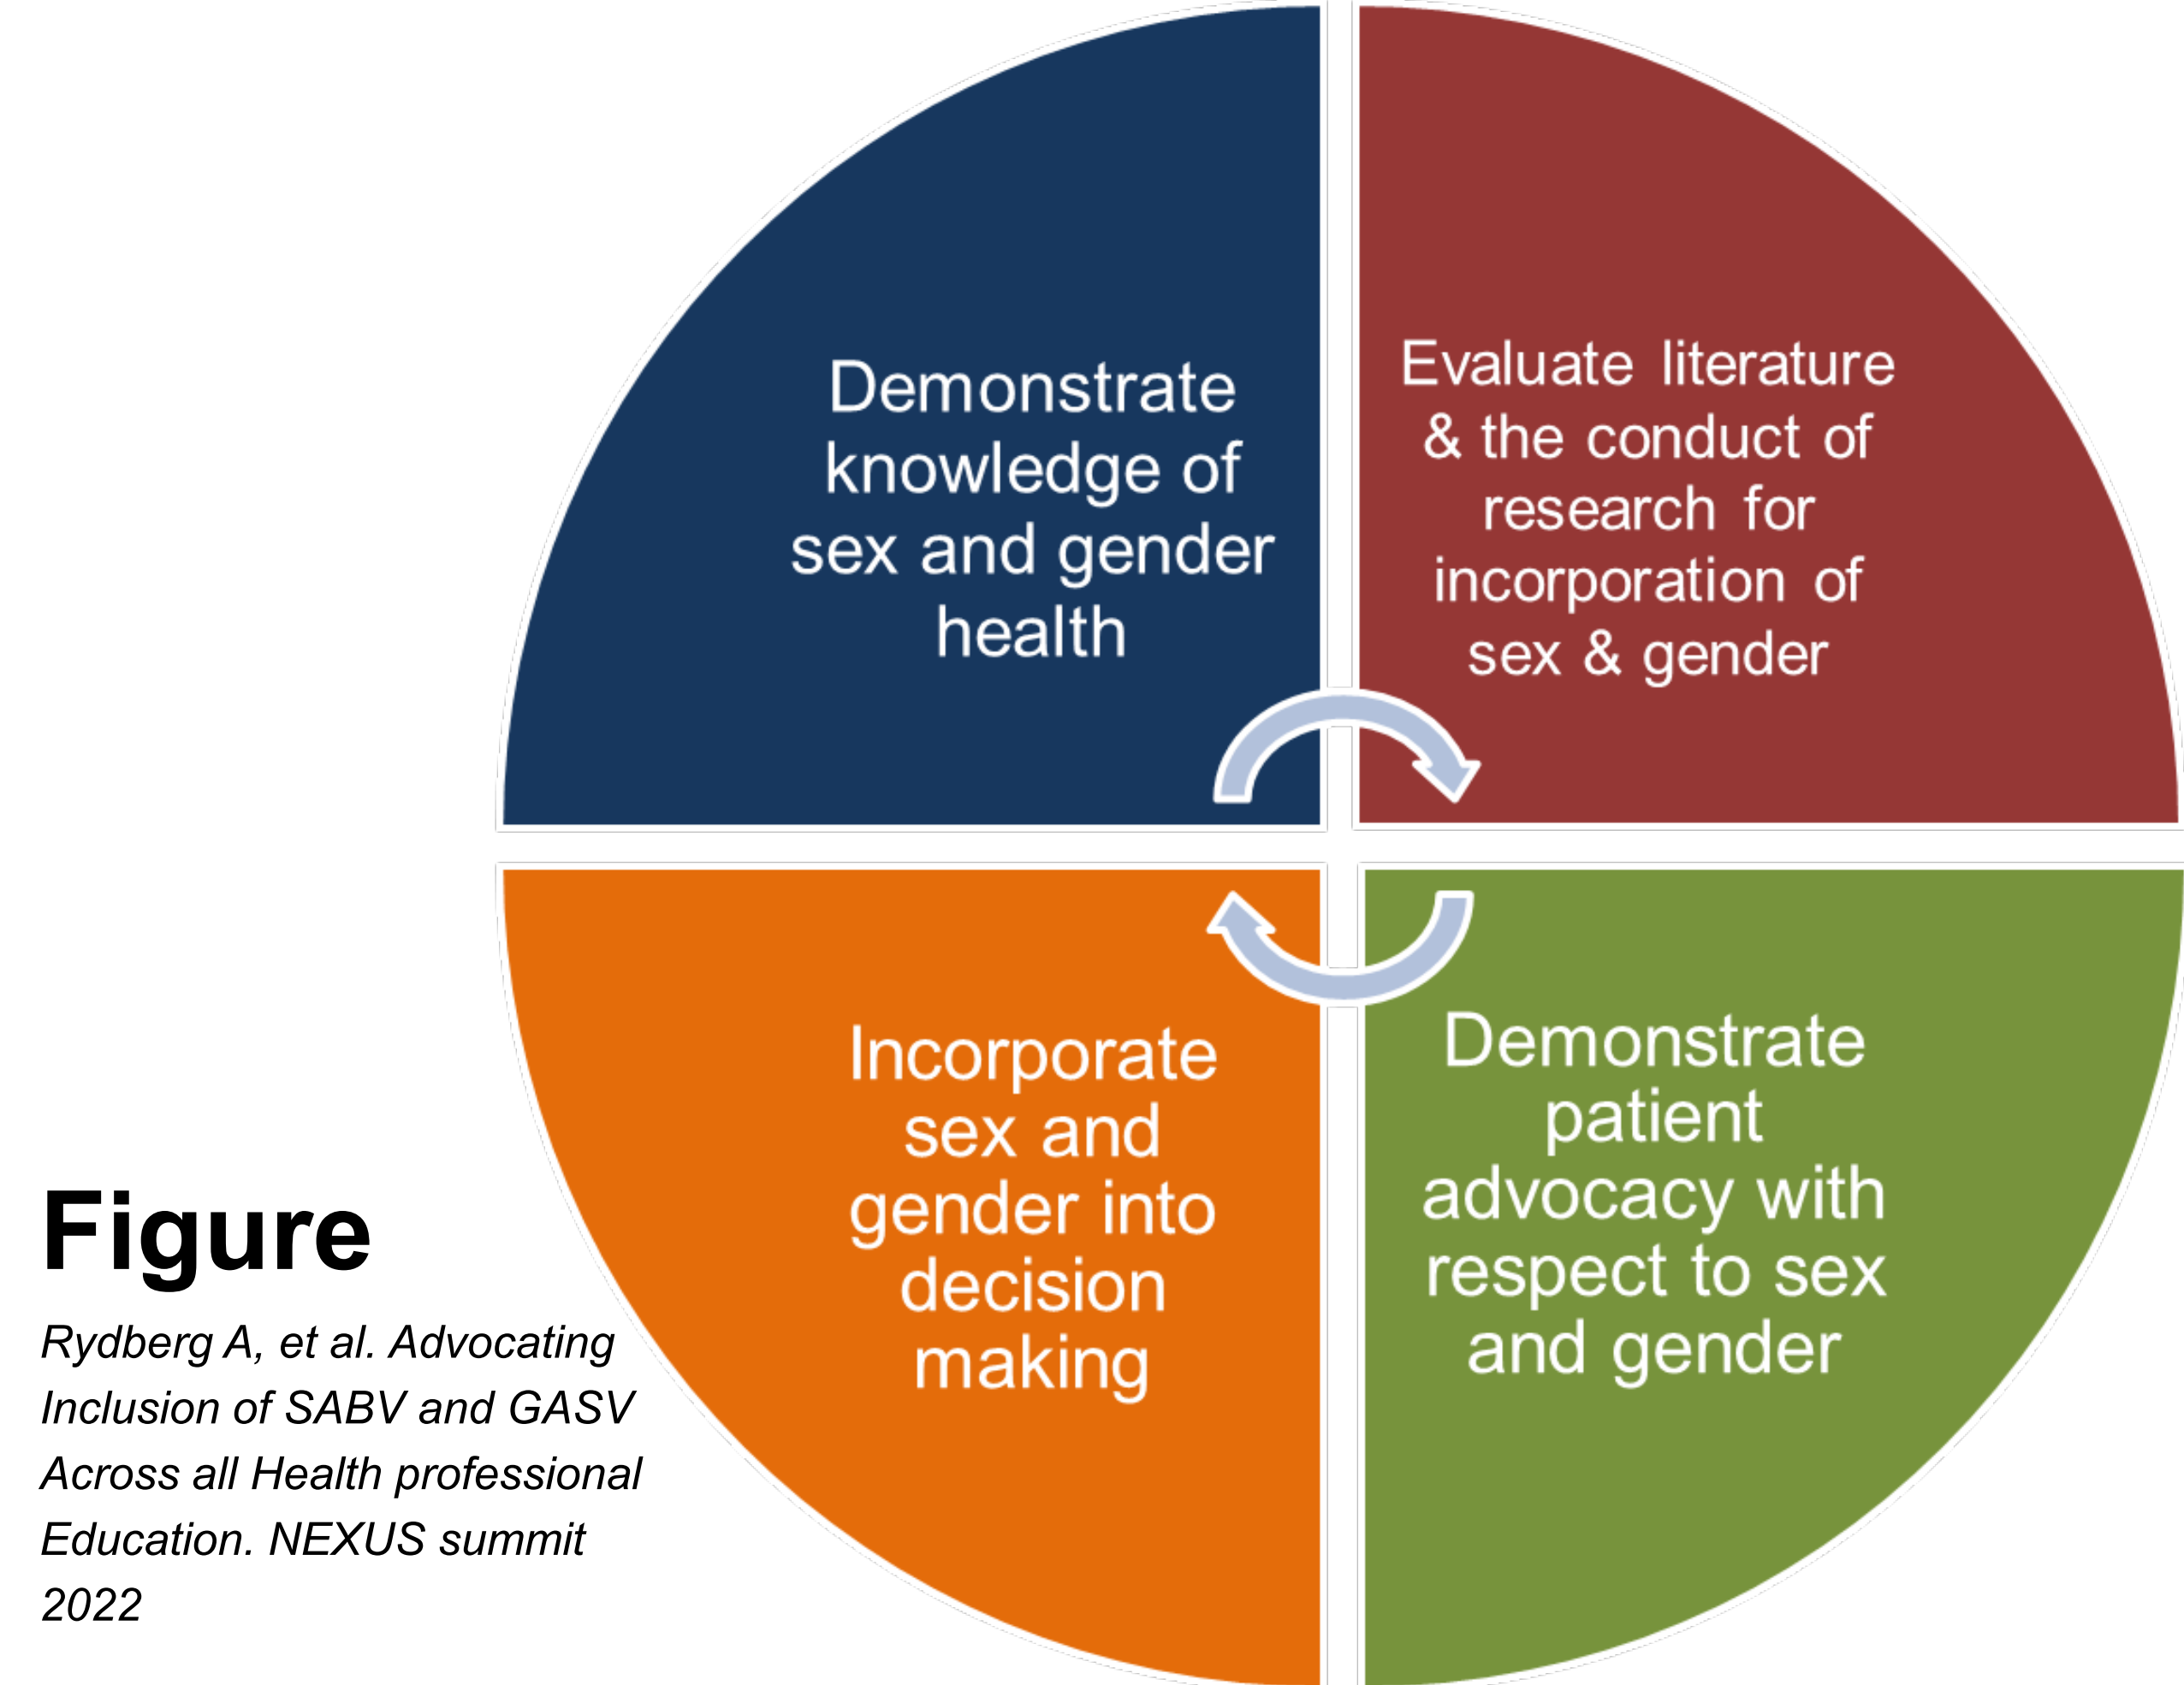 Demonstrate
knowledge of
sex and gender
health
Evaluate literature
& the conduct of
research for
incorporation of
sex & gender
Demonstrate
patient
advocacy with
respect to sex
and gender
Incorporate
sex and
gender into
decision
making
Figure
Rydberg A, et al. Advocating
Inclusion of SABV and GASV
Across all Health professional
Education. NEXUS summit
2022